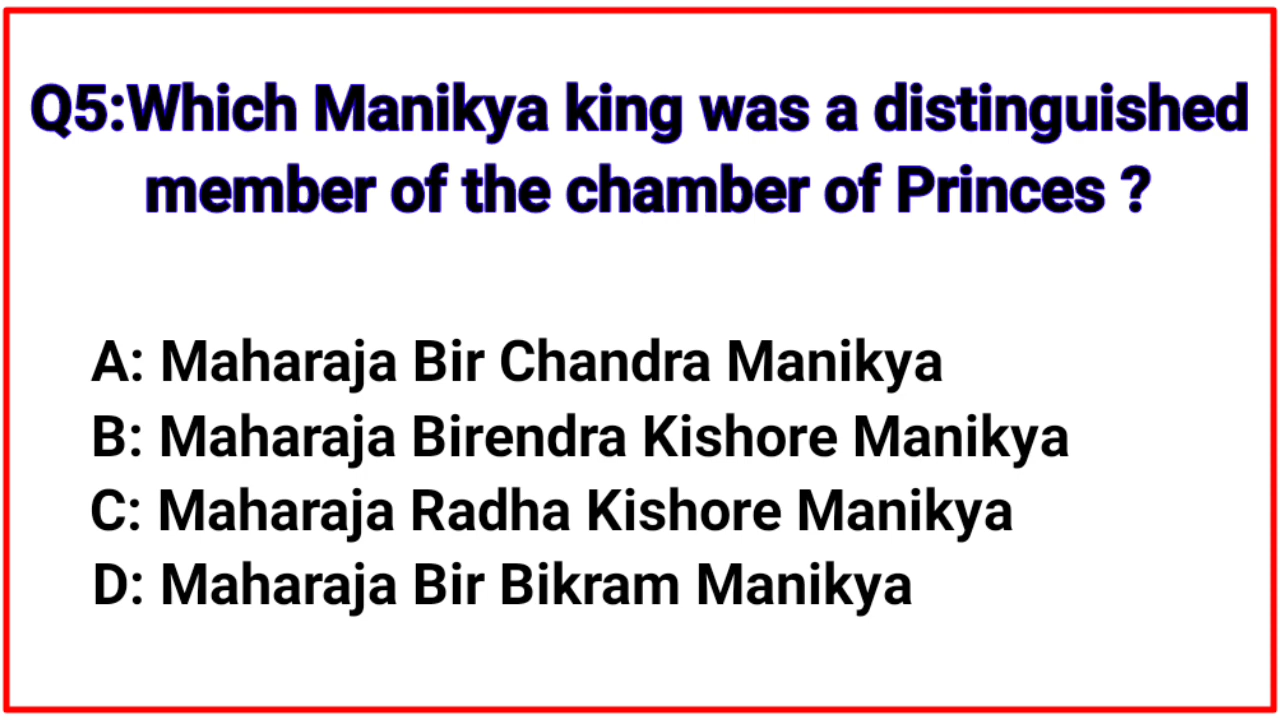 Q5:Which Manikya king was a distinguished
member of the chamber of Princes ?
A: Maharaja Bir Chandra Manikya
B: Maharaja Birendra Kishore Manikya
C: Maharaja Radha Kishore Manikya
D: Maharaja Bir Bikram Manikya